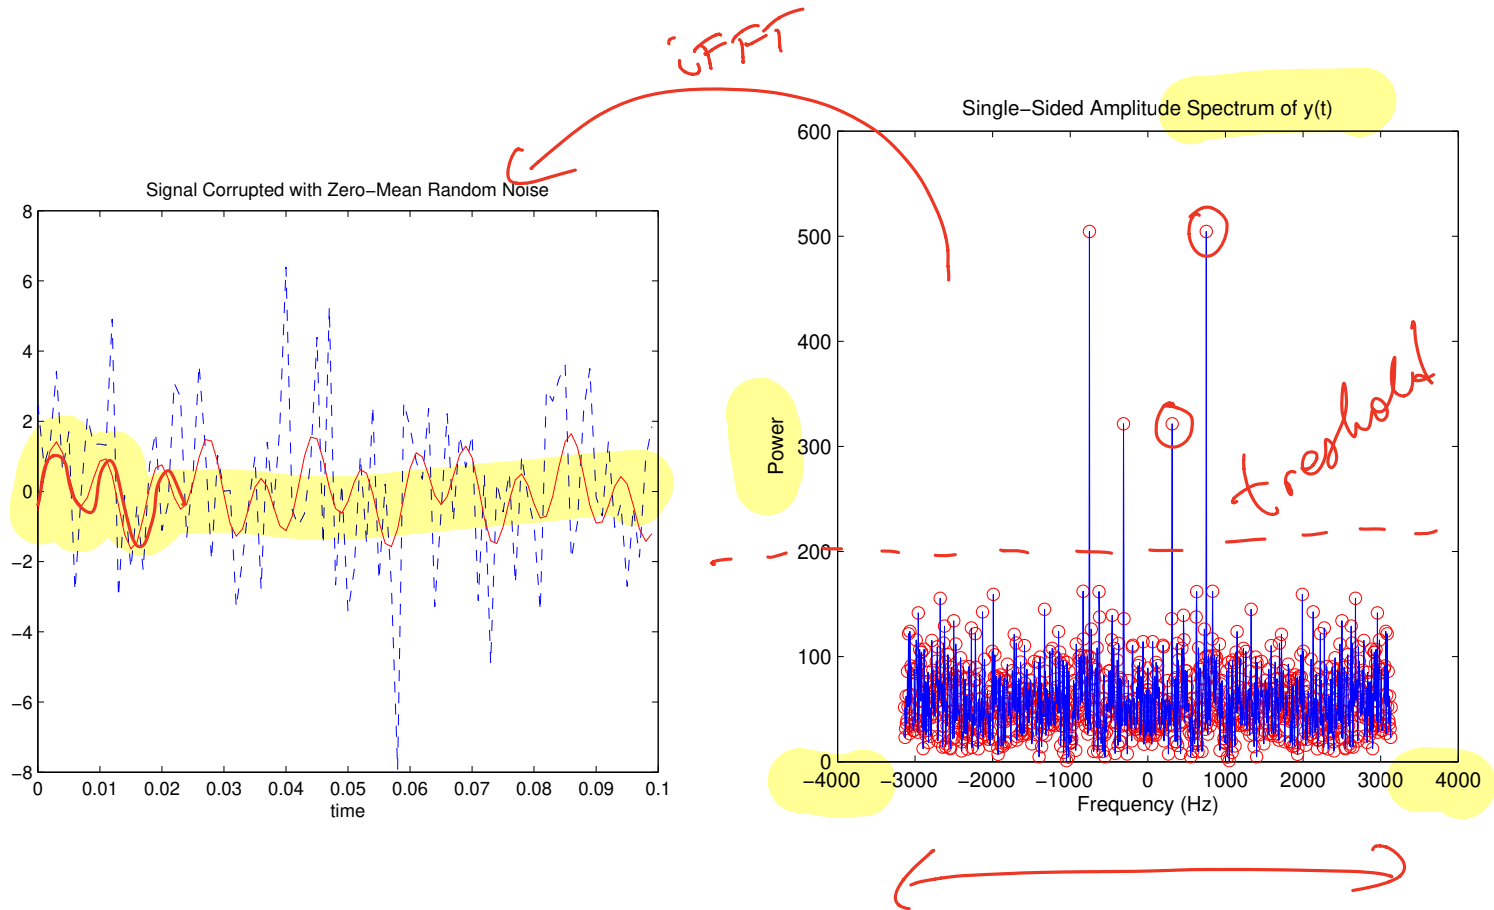 iFFT
Single−Sided Amplitude Spectrum of y(t)
Signal Corrupted with Zero−Mean Random Noise
8
6
4
2
0
−2
−4
−6
−8
0 0.01 0.02 0.03 0.04 0.05 0.06 0.07 0.08 0.09 0.1
time
600
500
400
300
200
100
0
Power
treshold
−4000 −3000 −2000 −1000 0 1000 2000 3000 4000
Frequency (Hz)